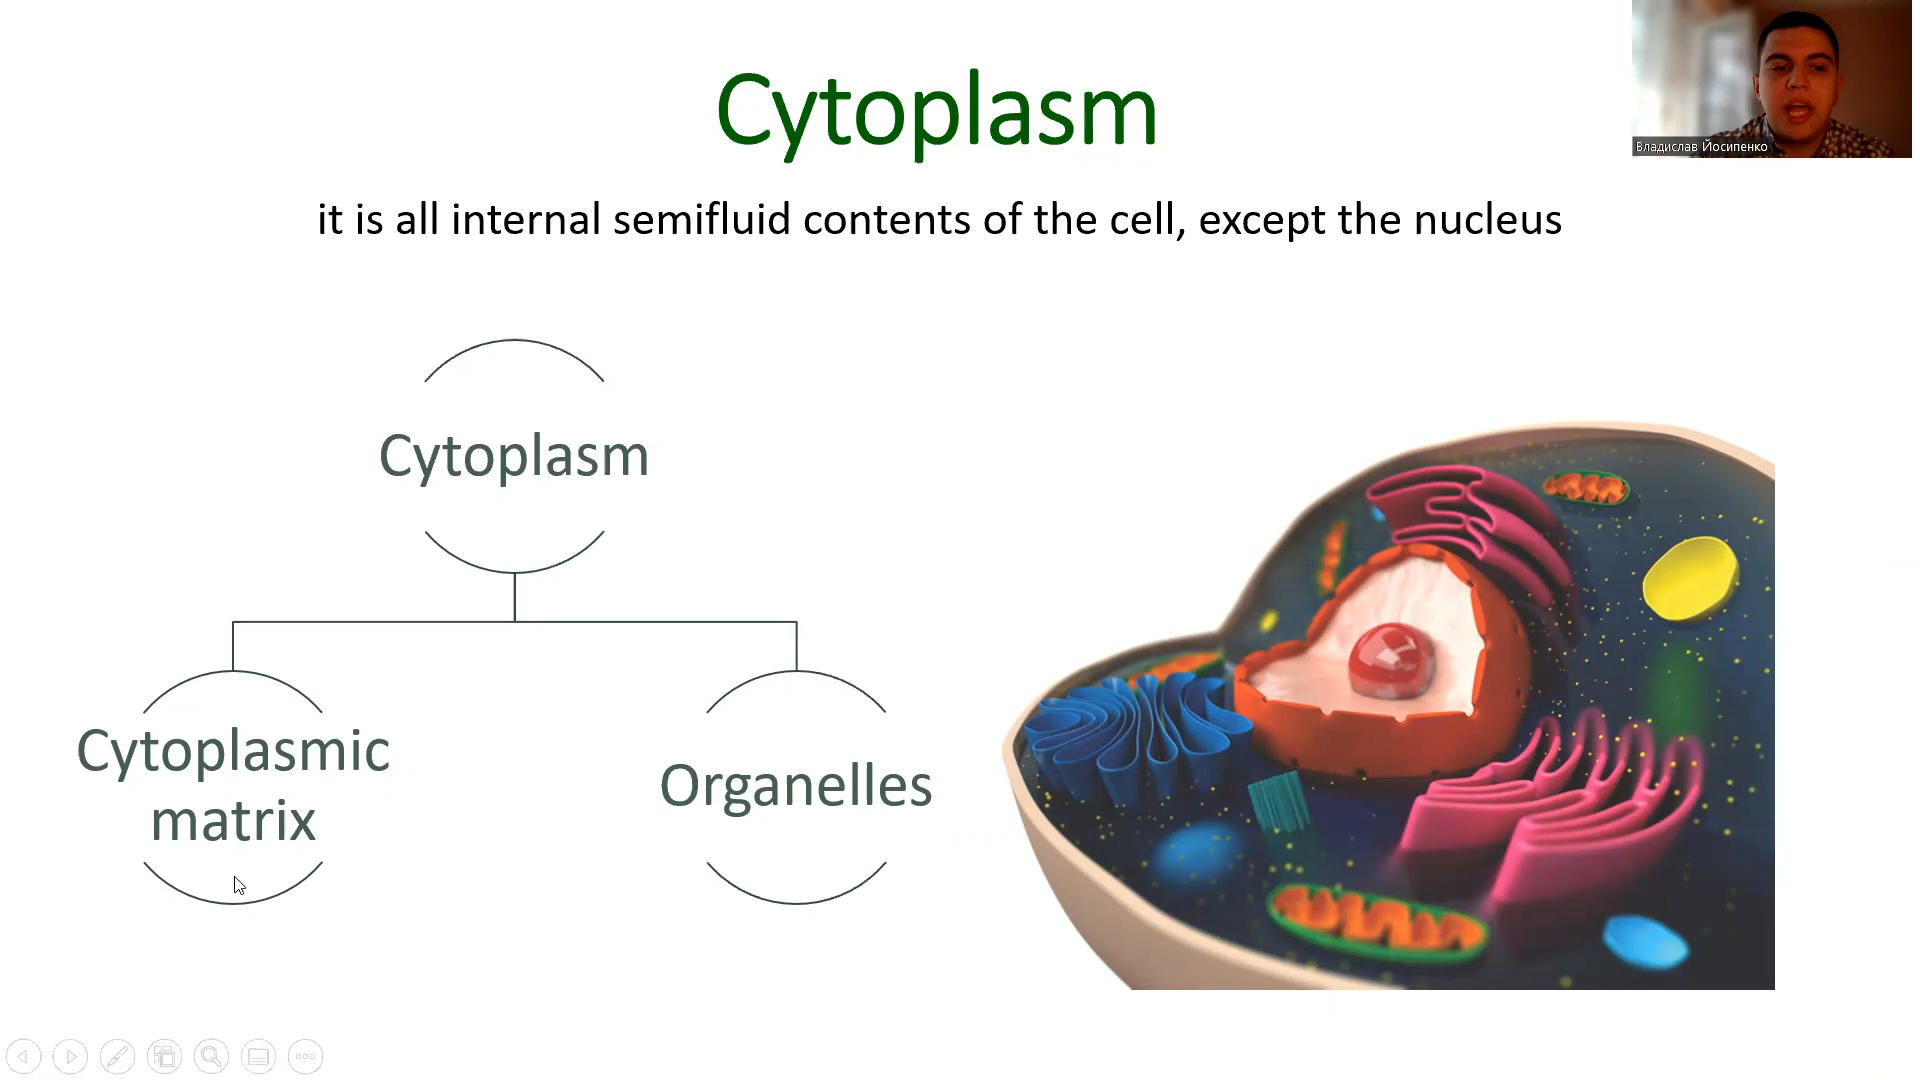 Cytoplasm
Владислав Йосипенко
it is all internal semifluid contents of the cell, except the nucleus
Cytoplasm
Cytoplasmic
matrix
Organelles